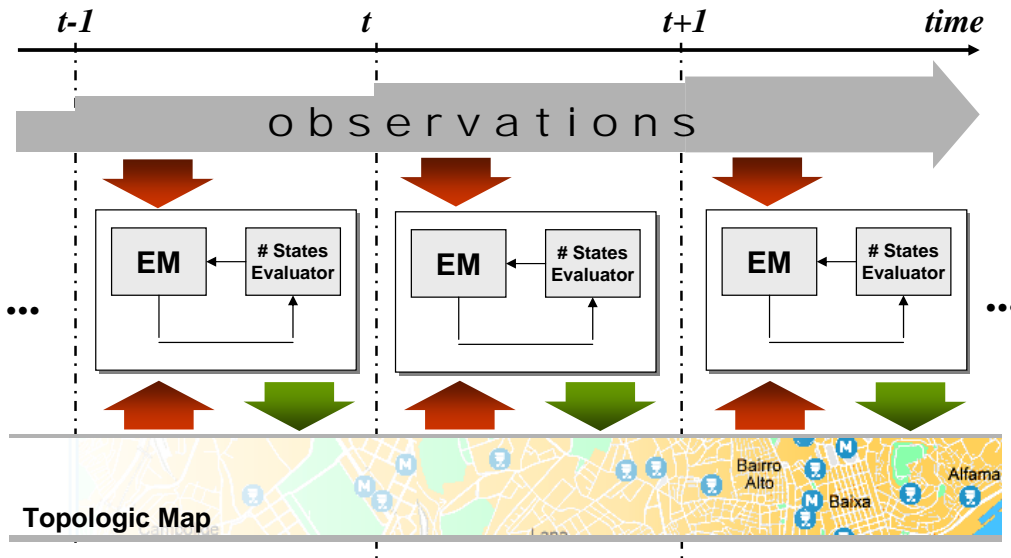 t-1 t t+1 time
observations
EM
# States
Evaluator
EM
# States
Evaluator
EM
# States
Evaluator
... ...
M
M
M
M
Bairro
Alto
Baixa
Alfama
Topologic Map